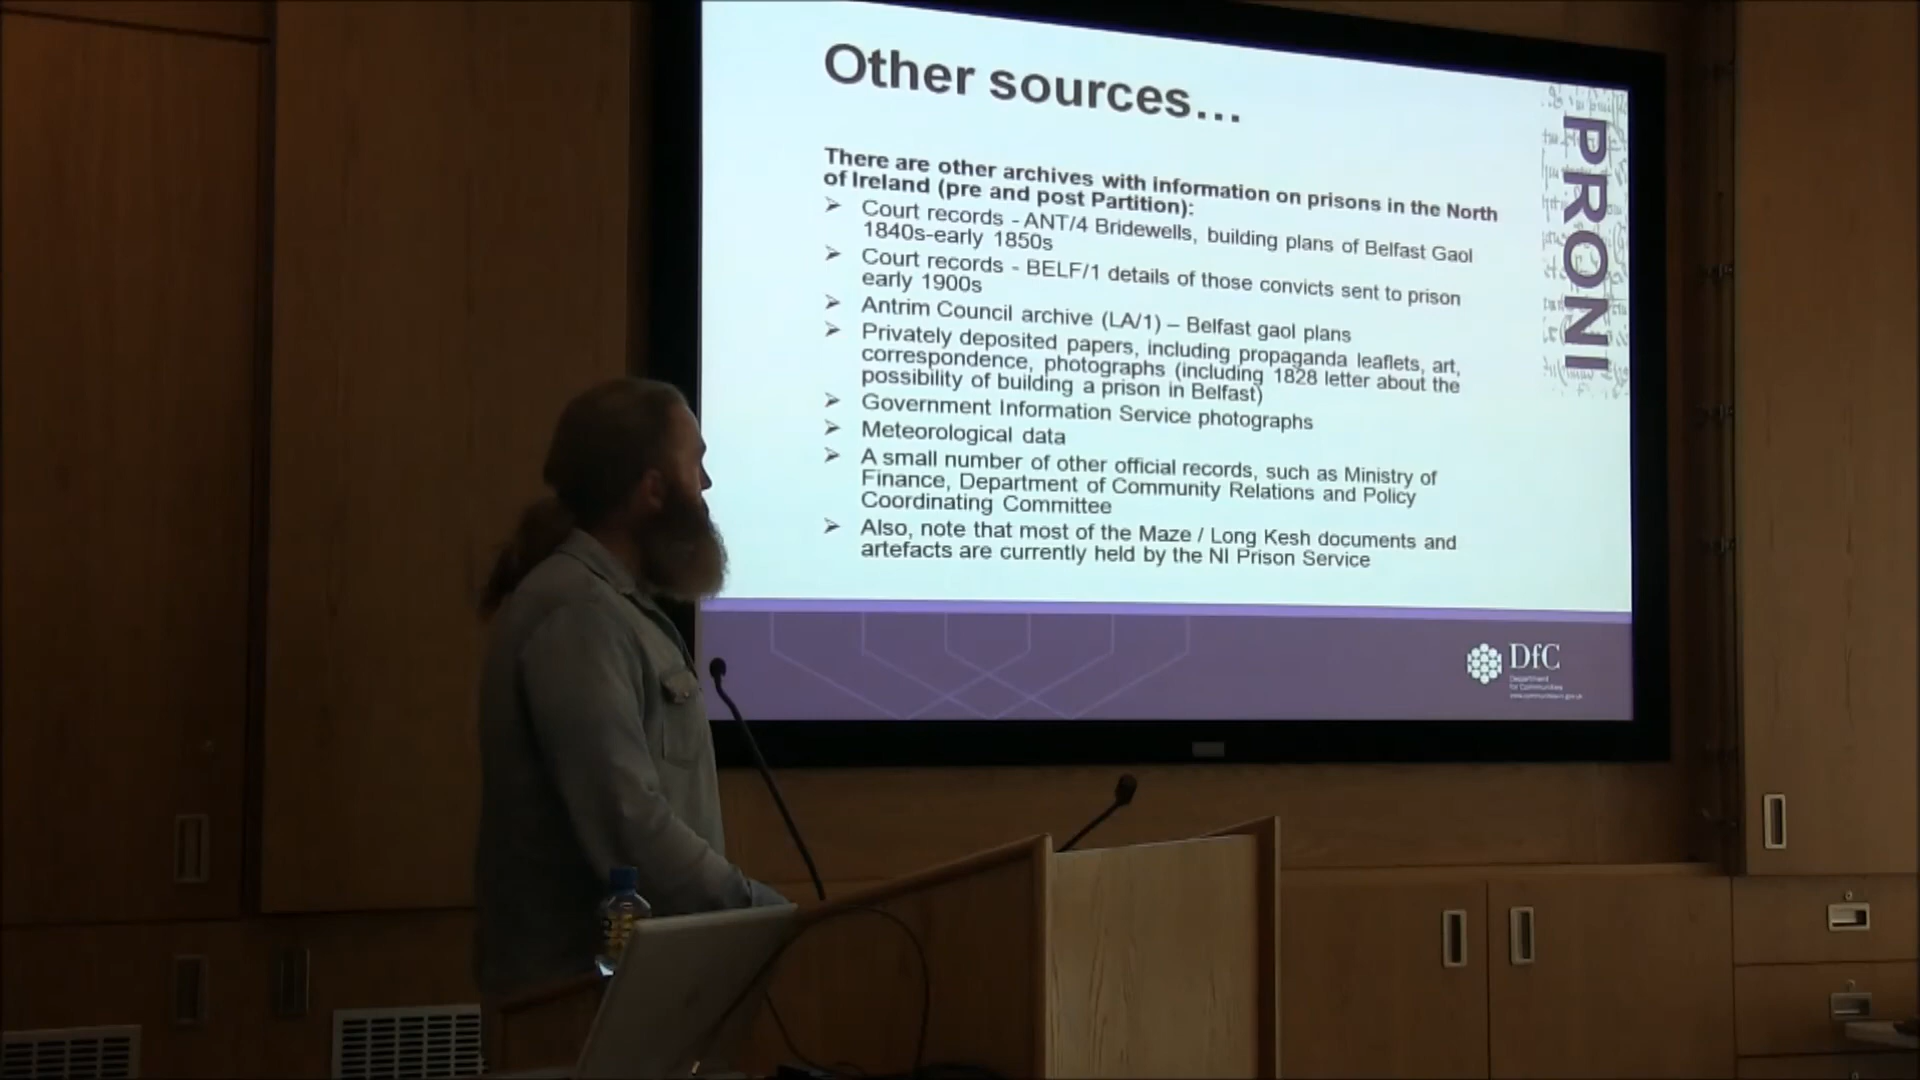 Other sources...
There are other archives with information on prisons in the North
of Ireland (pre and post Partition):
➢ Court records - ANT/4 Bridewells, building plans of Belfast Gaol
1840s-early 1850s
➢ Court records - BELF/1 details of those convicts sent to prison
early 1900s
➢ Antrim Council archive (LA/1) – Belfast gaol plans
➢ Privately deposited papers, including propaganda leaflets, art,
correspondence, photographs (including 1828 letter about the
possibility of building a prison in Belfast)
➢ Government Information Service photographs
➢ Meteorological data
➢ A small number of other official records, such as Ministry of
Finance, Department of Community Relations and Policy
Coordinating Committee
➢ Also, note that most of the Maze / Long Kesh documents and
artefacts are currently held by the NI Prison Service
PRONI
DfC
Department
for Communities